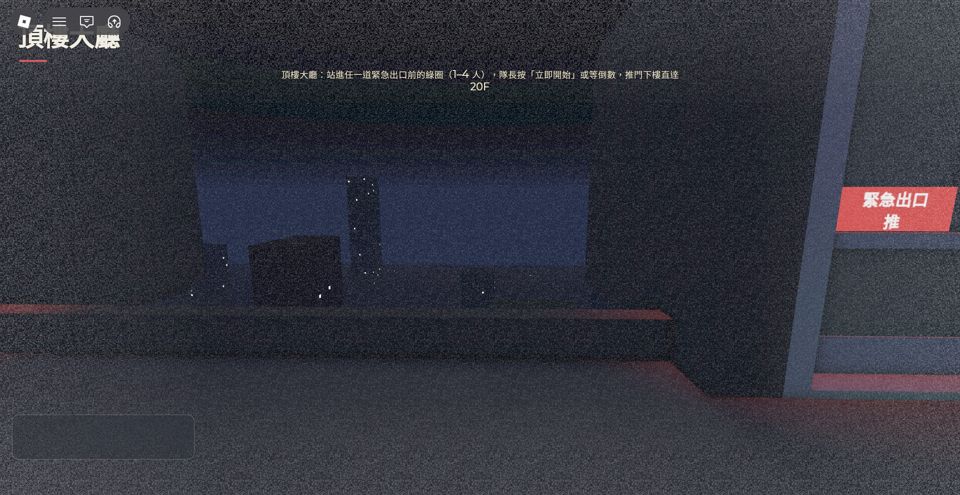 頂樓大廳
頂樓大廳：站進任一道緊急出口前的綠圈（1–4 人），隊長按「立即開始」或等倒數，推門下樓直達
20F
緊急出口
推